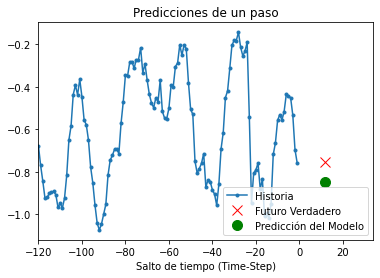 Predicciones de un paso
−0.2
−0.4
−0.6
−0.8
−1.0
Historia
Futuro Verdadero
Predicción del Modelo
−120 −100 −80 −60 −40 −20 0 20
Salto de tiempo (Time-Step)